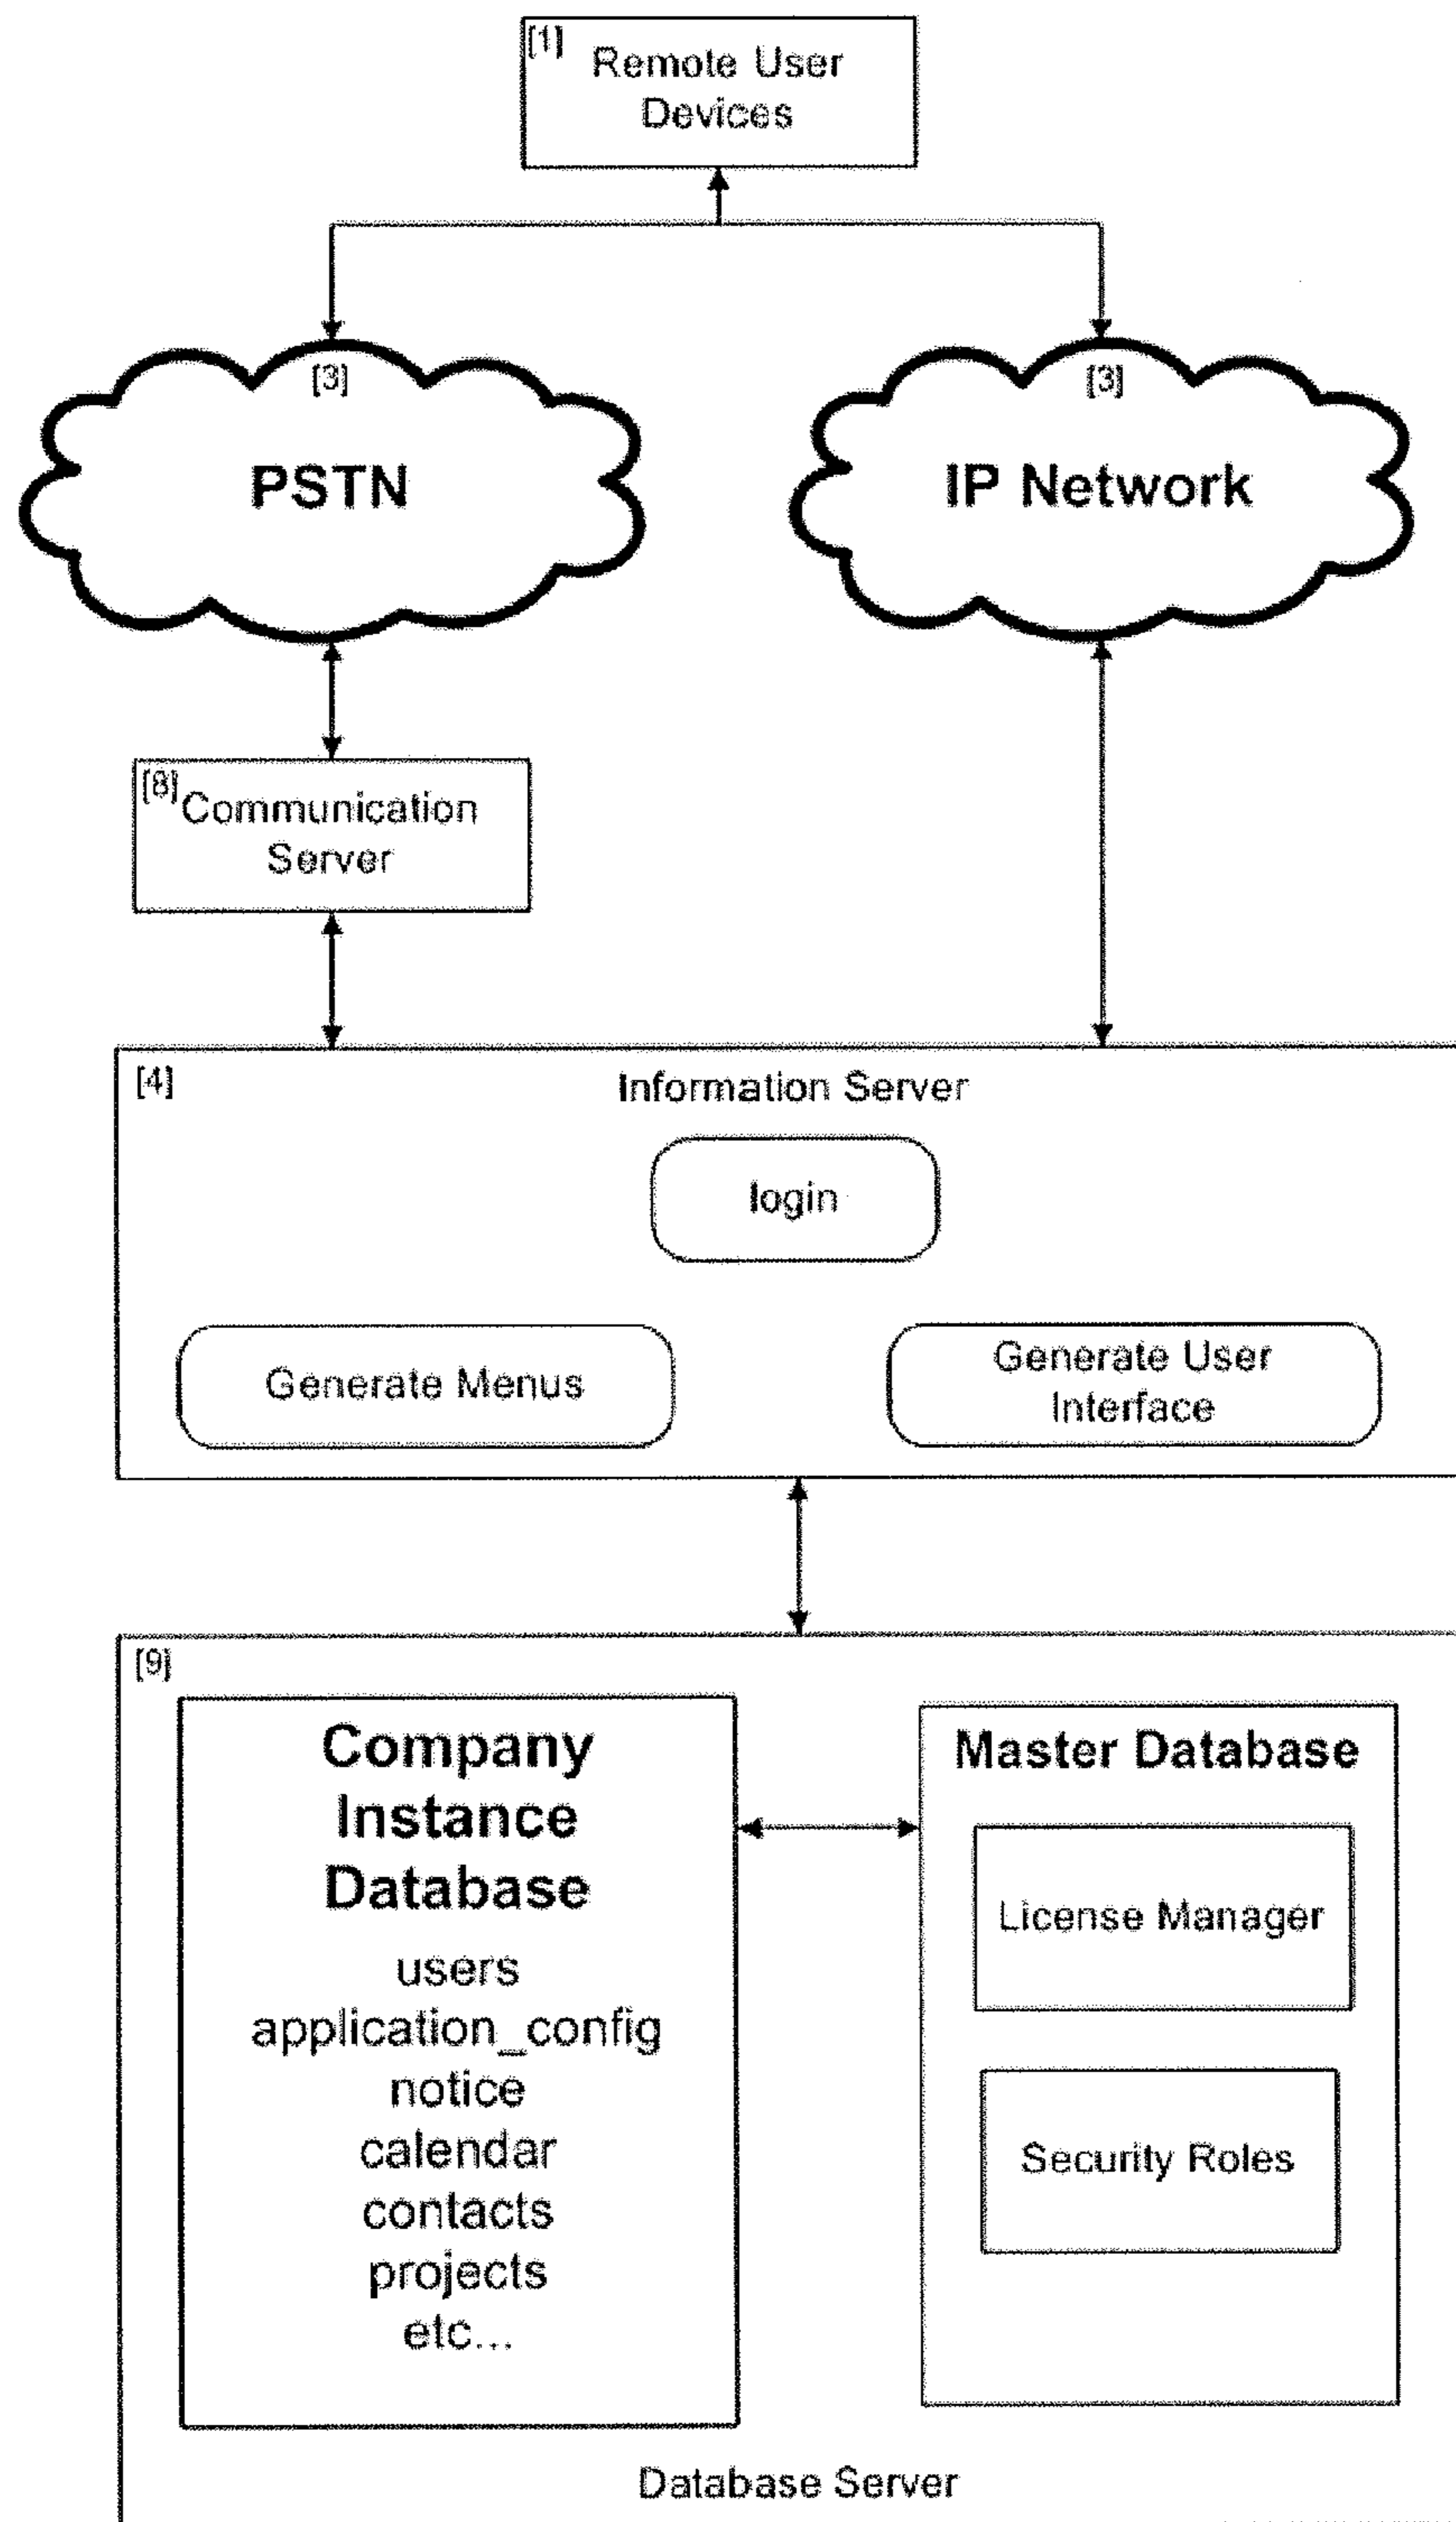 [1]
Remote User
Devices
[3]
PSTN
[3]
IP Network
[8]
Communication
Server
[4]
Information Server
login
Generate Menus
Generate User
Interface
[9]
Company
Instance
Database
users
application_config
notice
calendar
contacts
projects
etc...
Master Database
License Manager
Security Roles
Database Server